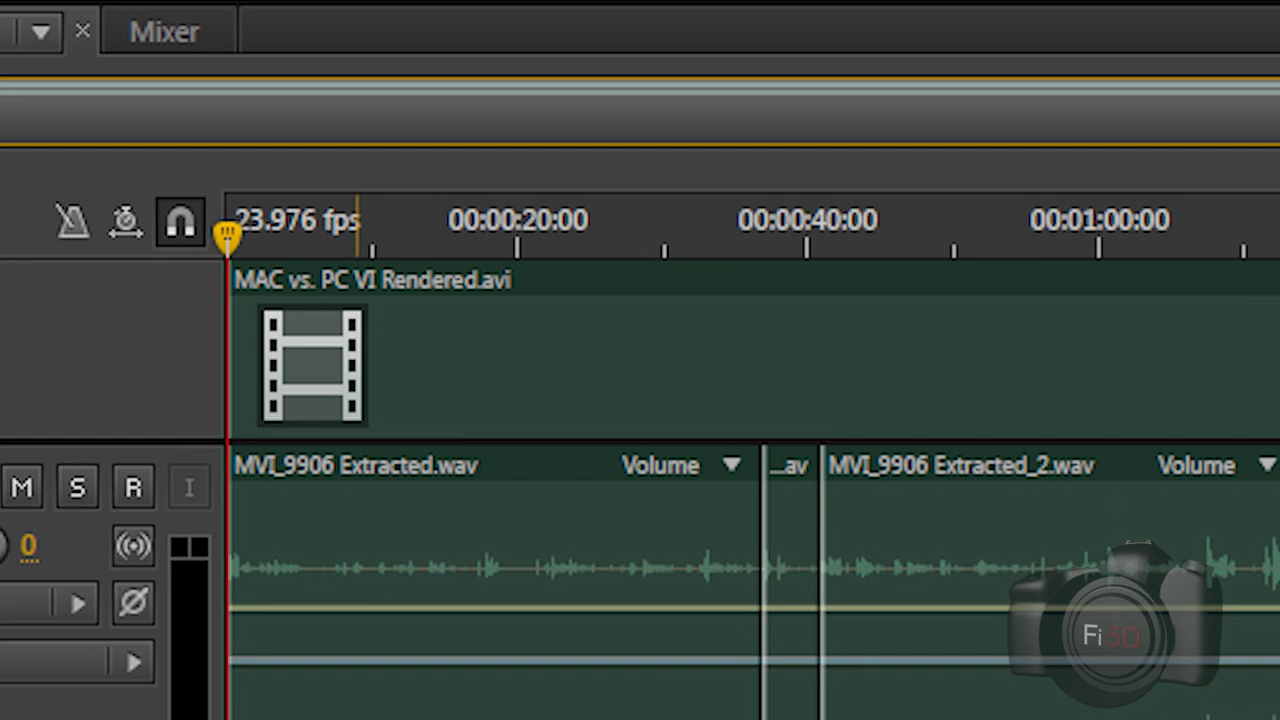 Mixer
23.976 fps 00:00:20:00 00:00:40:00 00:01:00:00
MAC vs. PC VI Rendered.avi
MVI_9906 Extracted.wav Volume ...av MVI_9906 Extracted_2.wav Volume
M S R I
0
Fi5D